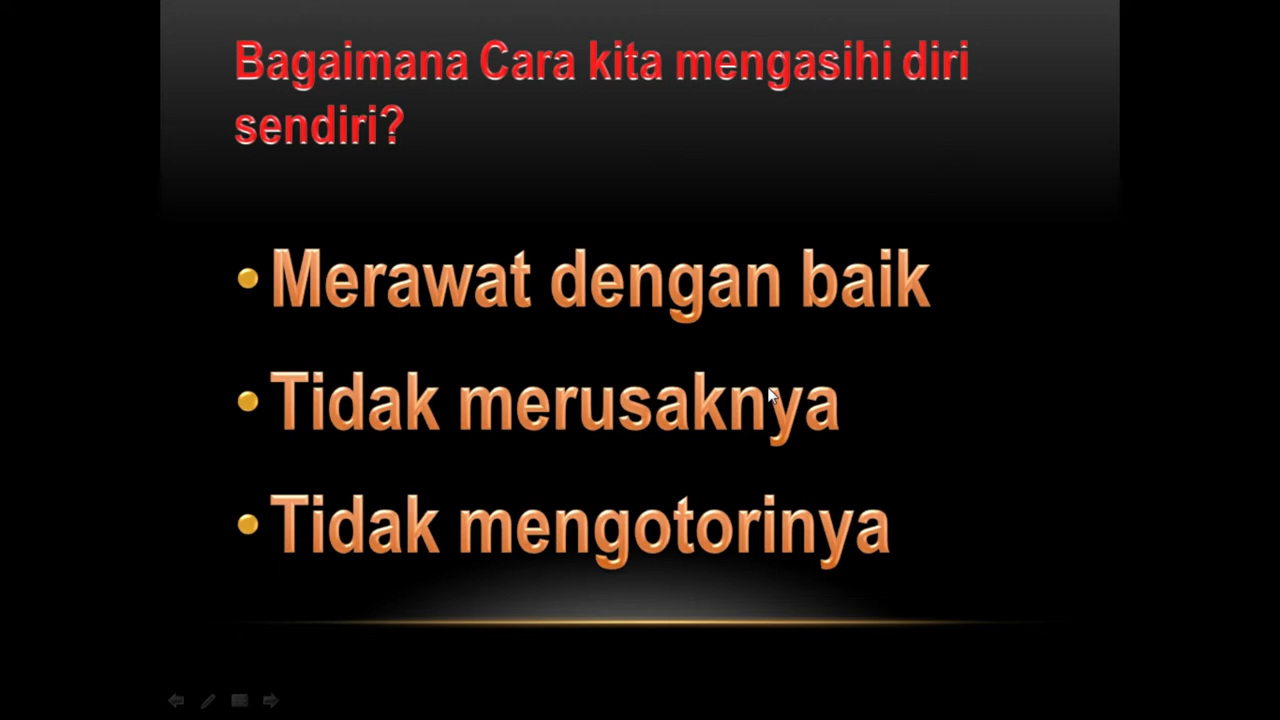 Bagaimana Cara kita mengasihi diri
sendiri?
• Merawat dengan baik
• Tidak merusaknya
• Tidak mengotorinya